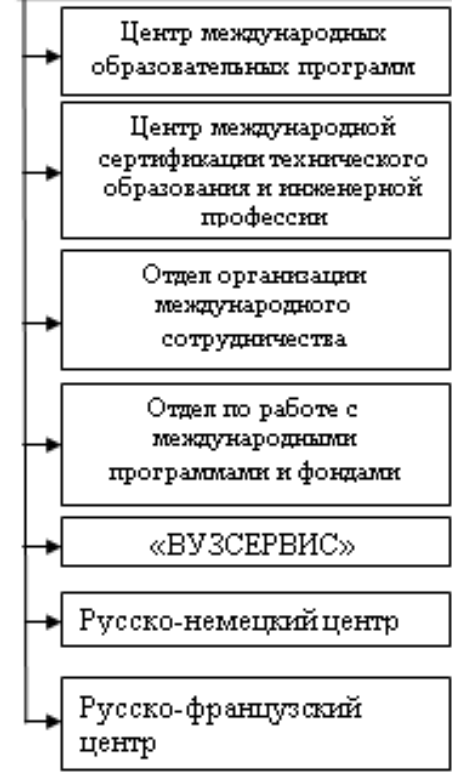 Центр международных
образовательных программ
Центр международной
сертификации технического
образования и инженерной
профессии
Отдел организации
международного
сотрудничества
Отдел по работе с
международными
программами и фондами
«ВУЗСЕРВИС»
Русско-немецкий центр
Русско-французский
центр